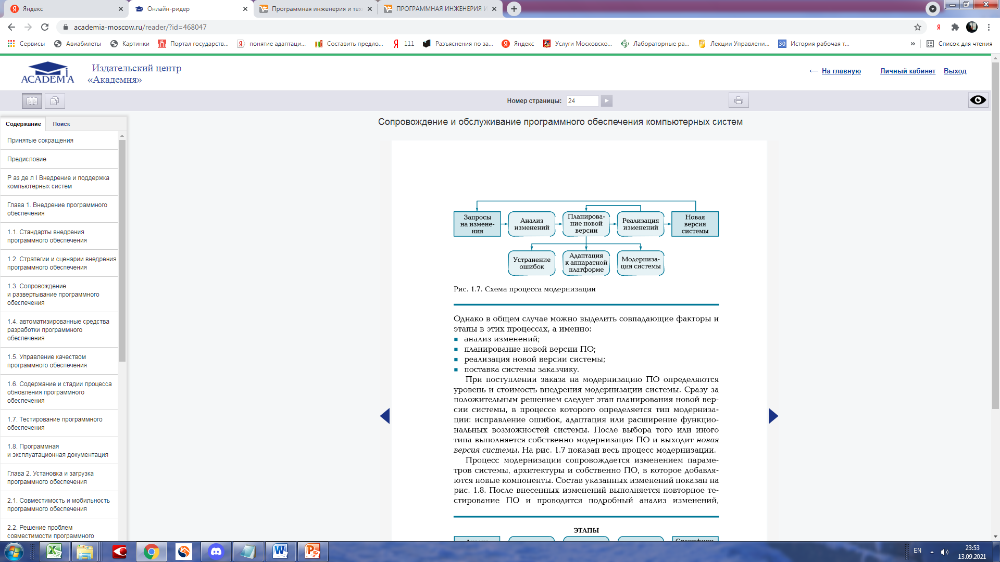 Яндекс
Онлайн-ридер
Программная инженерия и тех
ПРОГРАММНАЯ ИНЖЕНЕРИЯ И
academia-moscow.ru/reader/?id=468047
Я
Сервисы
Авиабилеты
Картинки
Портал государств...
понятие адаптаци...
Составить предло...
111
Разъяснения по за...
Яндекс
Услуги Московско...
Лабораторные ра...
30
Лекции Управлени...
История рабочая т...
»
Список для чтения
ACADEMIA
Издательский центр
«Академия»
На главную
Личный кабинет
Выход
Номер страницы:
24
Содержание
Поиск
Принятые сокращения
Предисловие
Р аз де л I Внедрение и поддержка
компьютерных систем
Глава 1. Внедрение программного
обеспечения
1.1. Стандарты внедрения
программного обеспечения
1.2. Стратегии и сценарии внедрения
программного обеспечения
1.3. Сопровождение
и развертывание программного
обеспечения
1.4. автоматизированные средства
разработки программного
обеспечения
1.5. Управление качеством
программного обеспечения
1.6. Содержание и стадии процесса
обновления программного
обеспечения
1.7. Тестирование программного
обеспечения
1.8. Программная
и эксплуатационная документация
Глава 2. Установка и загрузка
программного обеспечения
2.1. Совместимость и мобильность
программного обеспечения
2.2. Решение проблем
совместимости программного
Сопровождение и обслуживание программного обеспечения компьютерных систем
Запросы
на измене-
ния
Анализ
изменений
Планирова-
ние новой
версии
Реализация
изменений
Новая
версия
системы
Устранение
ошибок
Адаптация
к аппаратной
платформе
Модерниза-
ция системы
Рис. 1.7. Схема процесса модернизации
Однако в общем случае можно выделить совпадающие факторы и
этапы в этих процессах, а именно:
■ анализ изменений;
■ планирование новой версии ПО;
■ реализация новой версии системы;
■ поставка системы заказчику.
При поступлении заказа на модернизацию ПО определяются
уровень и стоимость внедрения модернизации системы. Сразу за
положительным решением следует этап планирования новой вер-
сии системы, в процессе которого определяется тип модерниза-
ции: исправление ошибок, адаптация или расширение функцио-
нальных возможностей системы. После выбора того или иного
типа выполняется собственно модернизация ПО и выходит новая
версия системы. На рис. 1.7 показан весь процесс модернизации.
Процесс модернизации сопровождается изменением параме-
тров системы, архитектуры и собственно ПО, в которое добавля-
ются новые компоненты. Состав указанных изменений показан на
рис. 1.8. После внесенных изменений выполняется повторное те-
стирование ПО и проводится подробный анализ изменений,
ЭТАПЫ
EN
23:53
13.09.2021